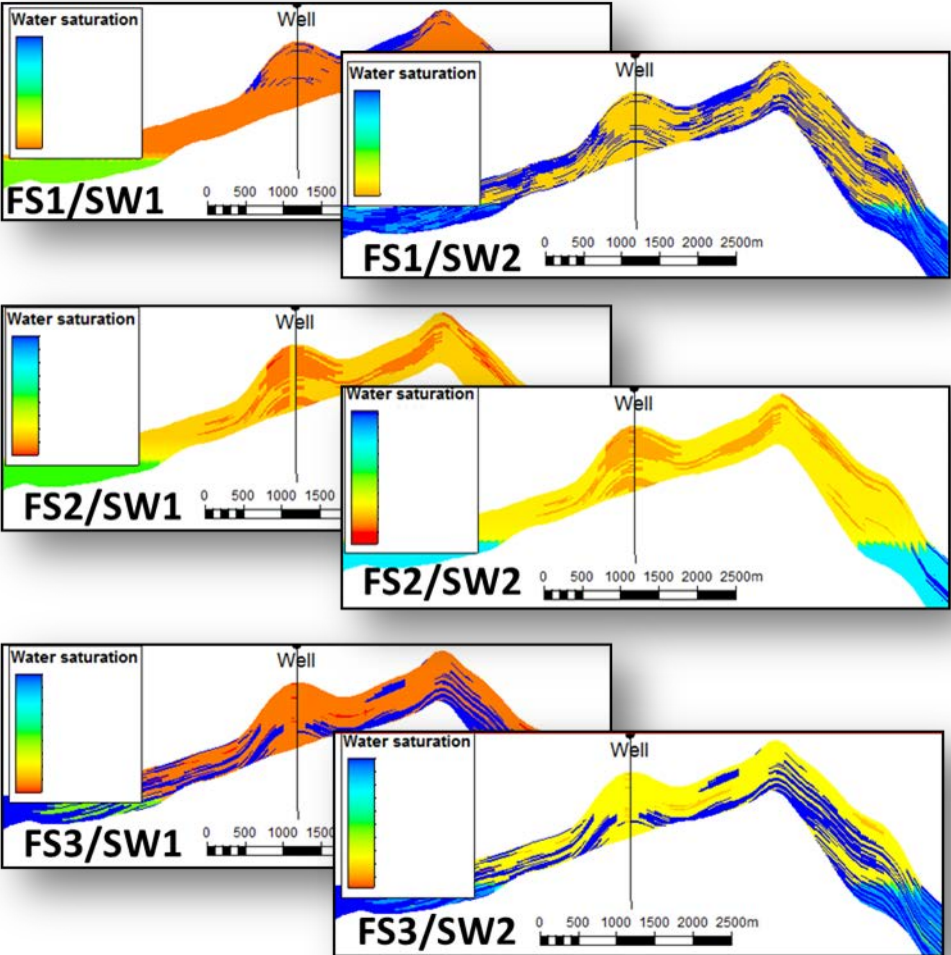 Water saturation
Well
0 500 1000 1500
FS1/SW1
Water saturation
Well
0 500 1000 1500 2000 2500m
FS1/SW2
Water saturation
Well
0 500 1000 1500
FS2/SW1
Water saturation
Well
0 500 1000 1500 2000 2500m
FS2/SW2
Water saturation
Well
0 500 1000 150
FS3/SW1
Water saturation
Well
0 500 1000 1500 2000 2500m
FS3/SW2